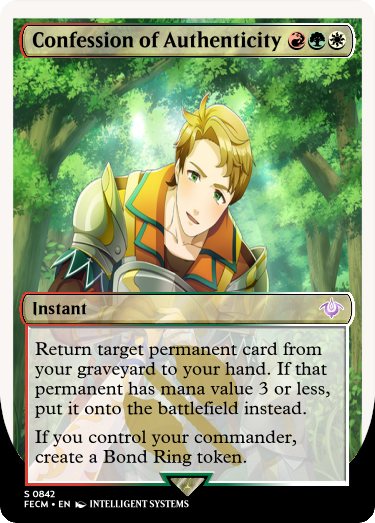 Confession of Authenticity
Instant
Return target permanent card from
your graveyard to your hand. If that
permanent has mana value 3 or less,
put it onto the battlefield instead.
If you control your commander,
create a Bond Ring token.
S 0842
FECM • EN INTELLIGENT SYSTEMS